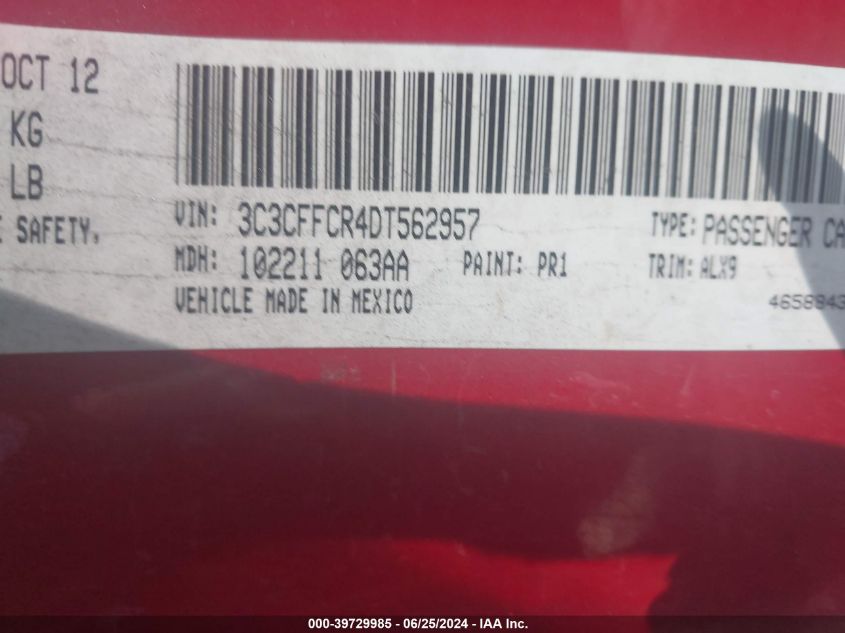 OCT 12
KG
LB
SAFETY.
VIN: 3C3CFFCR4DT562957
TYPE: PASSENGER CA
MDH: 102211 063AA
PAINT: PR1
TRIM: ALX9
VEHICLE MADE IN MEXICO
4658943
000-39729985 - 06/25/2024 - IAA Inc.